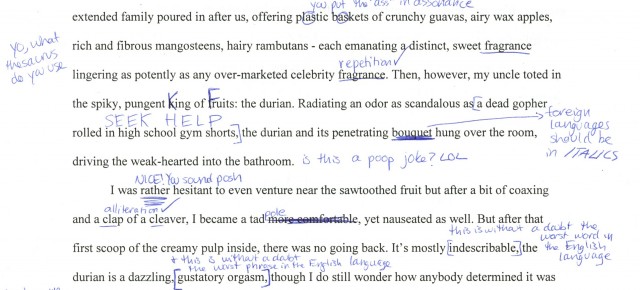 you put the "ass" in assonance
extended family poured in after us, offering plastic baskets of crunchy guavas, airy wax apples,
yo, what
thesaurus
do you use
rich and fibrous mangosteens, hairy rambutans - each emanating a distinct, sweet fragrance
repetition
lingering as potently as any over-marketed celebrity fragrance. Then, however, my uncle toted in
K F
the spiky, pungent king of fruits: the durian. Radiating an odor as scandalous as a dead gopher
SEEK HELP
rolled in high school gym shorts, the durian and its penetrating bouquet hung over the room,
foreign
languages
should be
in ITALICS
driving the weak-hearted into the bathroom. is this a poop joke? LOL
NICE! You sound posh
I was rather hesitant to even venture near the sawtoothed fruit but after a bit of coaxing
alliteration
pole
and a clap of a cleaver, I became a tad more comfortable, yet nauseated as well. But after that
this is without a dabt the
worst word in
the English
language
first scoop of the creamy pulp inside, there was no going back. It's mostly indescribable, the
+ this is without a dabt
the worst phrase in the English language
durian is a dazzling, gustatory orgasm, though I do still wonder how anybody determined it was